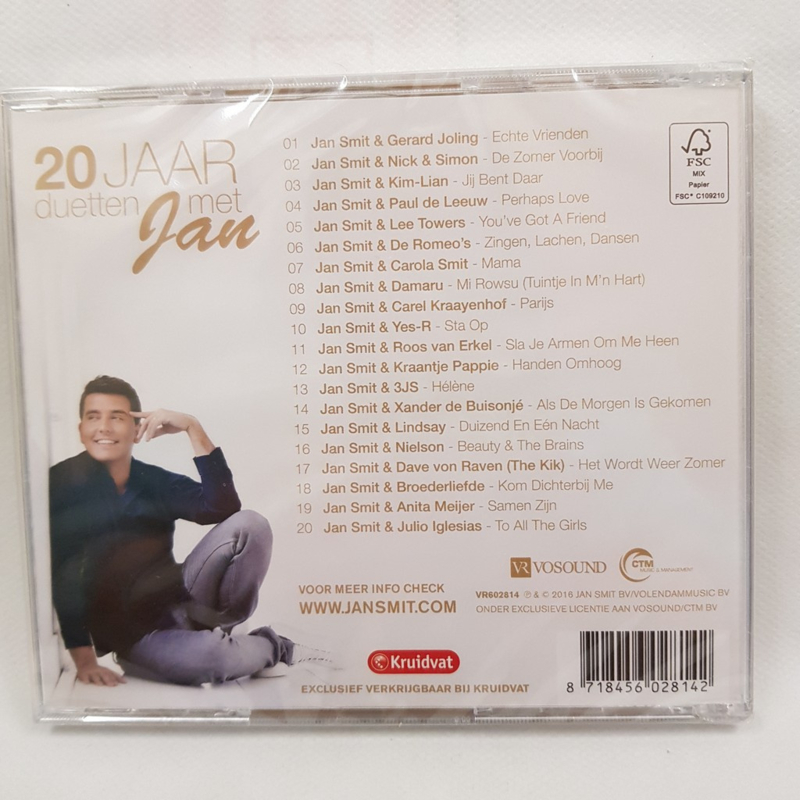 20 JAAR
duetten met
Jan
01 Jan Smit & Gerard Joling - Echte Vrienden
02 Jan Smit & Nick & Simon - De Zomer Voorbij
03 Jan Smit & Kim-Lian - Jij Bent Daar
04 Jan Smit & Paul de Leeuw - Perhaps Love
05 Jan Smit & Lee Towers - You've Got A Friend
06 Jan Smit & De Romeo's - Zingen, Lachen, Dansen
07 Jan Smit & Carola Smit - Mama
08 Jan Smit & Damaru - Mi Rowsu (Tuintje In M'n Hart)
09 Jan Smit & Carel Kraayenhof - Parijs
10 Jan Smit & Yes-R - Sta Op
11 Jan Smit & Roos van Erkel - Sla Je Armen Om Me Heen
12 Jan Smit & Kraantje Pappie - Handen Omhoog
13 Jan Smit & 3JS - Hélène
14 Jan Smit & Xander de Buisonjé - Als De Morgen Is Gekomen
15 Jan Smit & Lindsay - Duizend En Eén Nacht
16 Jan Smit & Nielson - Beauty & The Brains
17 Jan Smit & Dave von Raven (The Kik) - Het Wordt Weer Zomer
18 Jan Smit & Broederliefde - Kom Dichterbij Me
19 Jan Smit & Anita Meijer - Samen Zijn
20 Jan Smit & Julio Iglesias - To All The Girls
FSC
MIX
Papier
FSC® C109210
VR VOSOUND
CTM
MUSIC & MANAGEMENT
VOOR MEER INFO CHECK
WWW.JANSMIT.COM
VR602814 ℗ & © 2016 JAN SMIT BV/VOLENDAMMUSIC BV
ONDER EXCLUSIEVE LICENTIE AAN VOSOUND/CTM BV
Kruidvat
EXCLUSIEF VERKRIJGBAAR BIJ KRUIDVAT
8 718456 028142